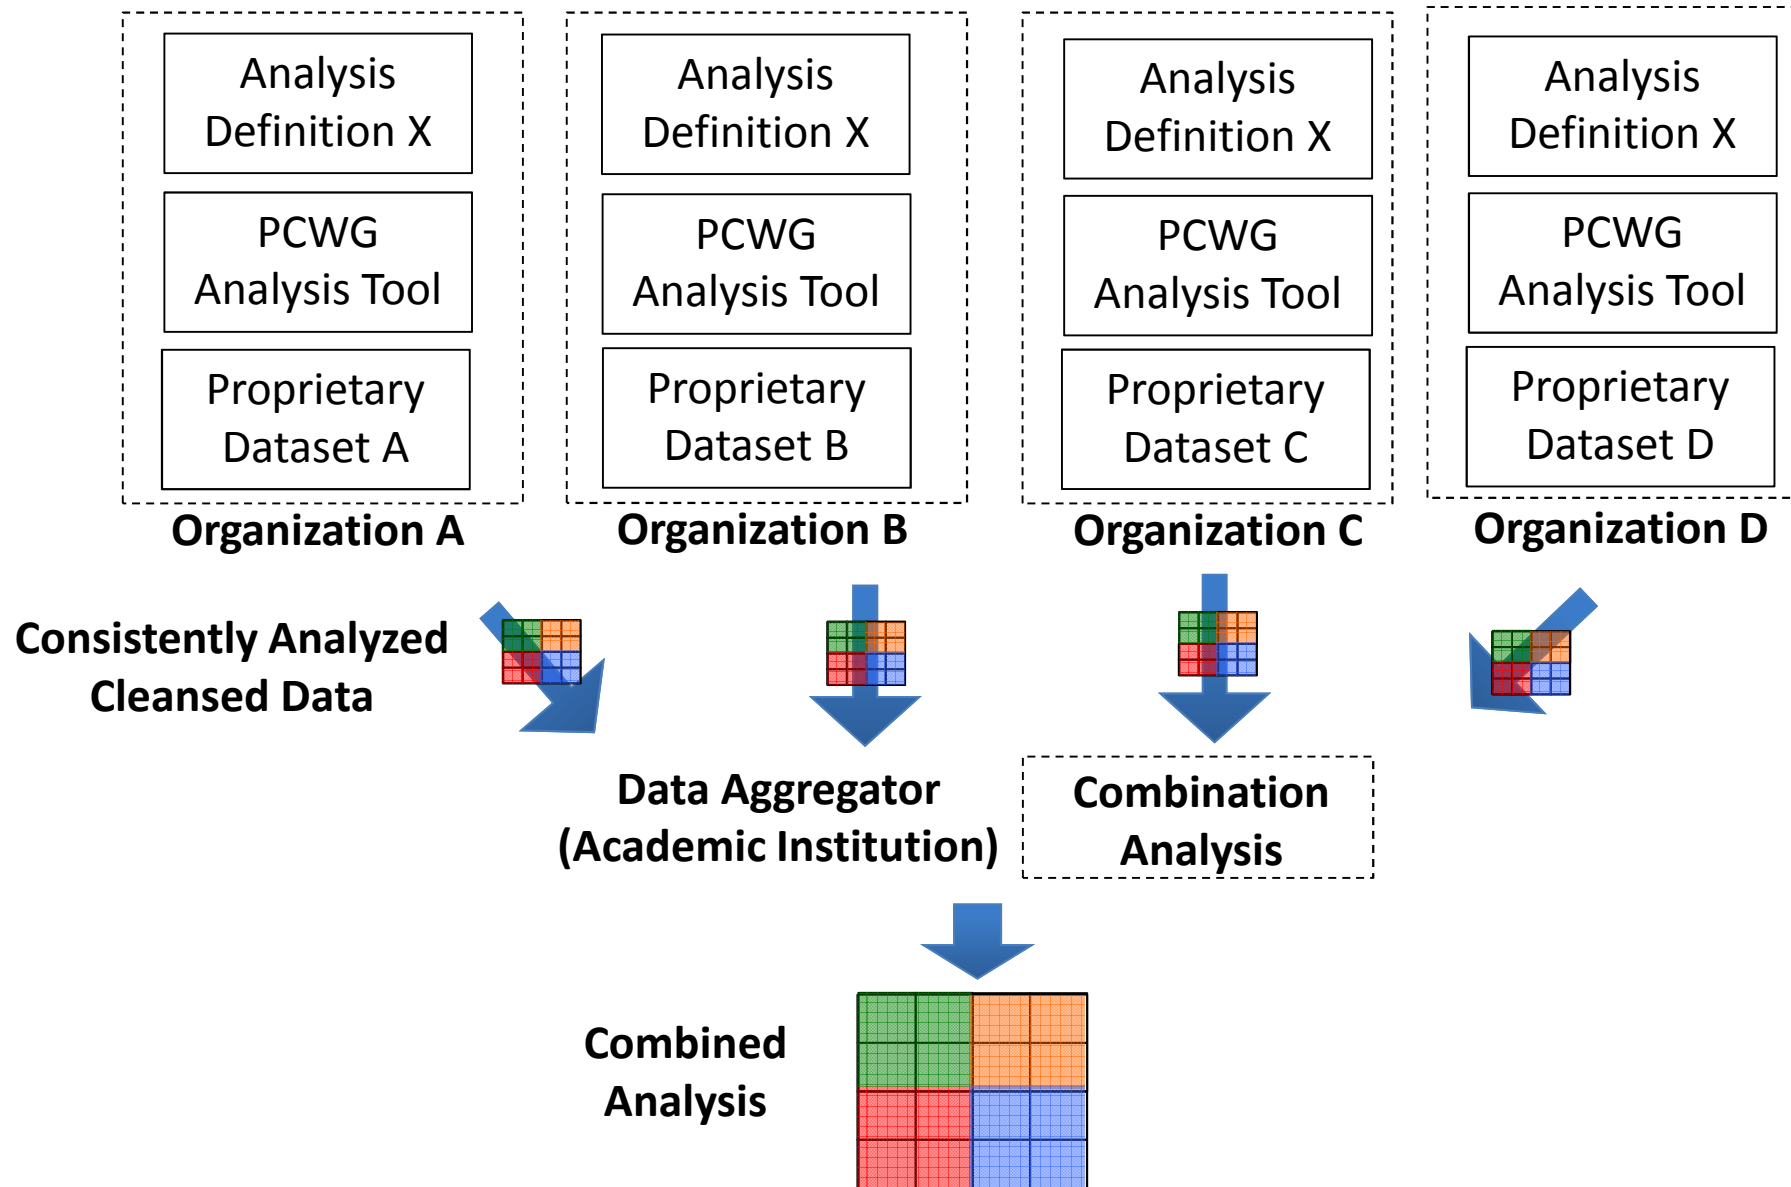 Analysis
Definition X
PCWG
Analysis Tool
Proprietary
Dataset A
Organization A
Analysis
Definition X
PCWG
Analysis Tool
Proprietary
Dataset B
Organization B
Analysis
Definition X
PCWG
Analysis Tool
Proprietary
Dataset C
Organization C
Analysis
Definition X
PCWG
Analysis Tool
Proprietary
Dataset D
Organization D
Consistently Analyzed
Cleansed Data
Data Aggregator
(Academic Institution)
Combination
Analysis
Combined
Analysis